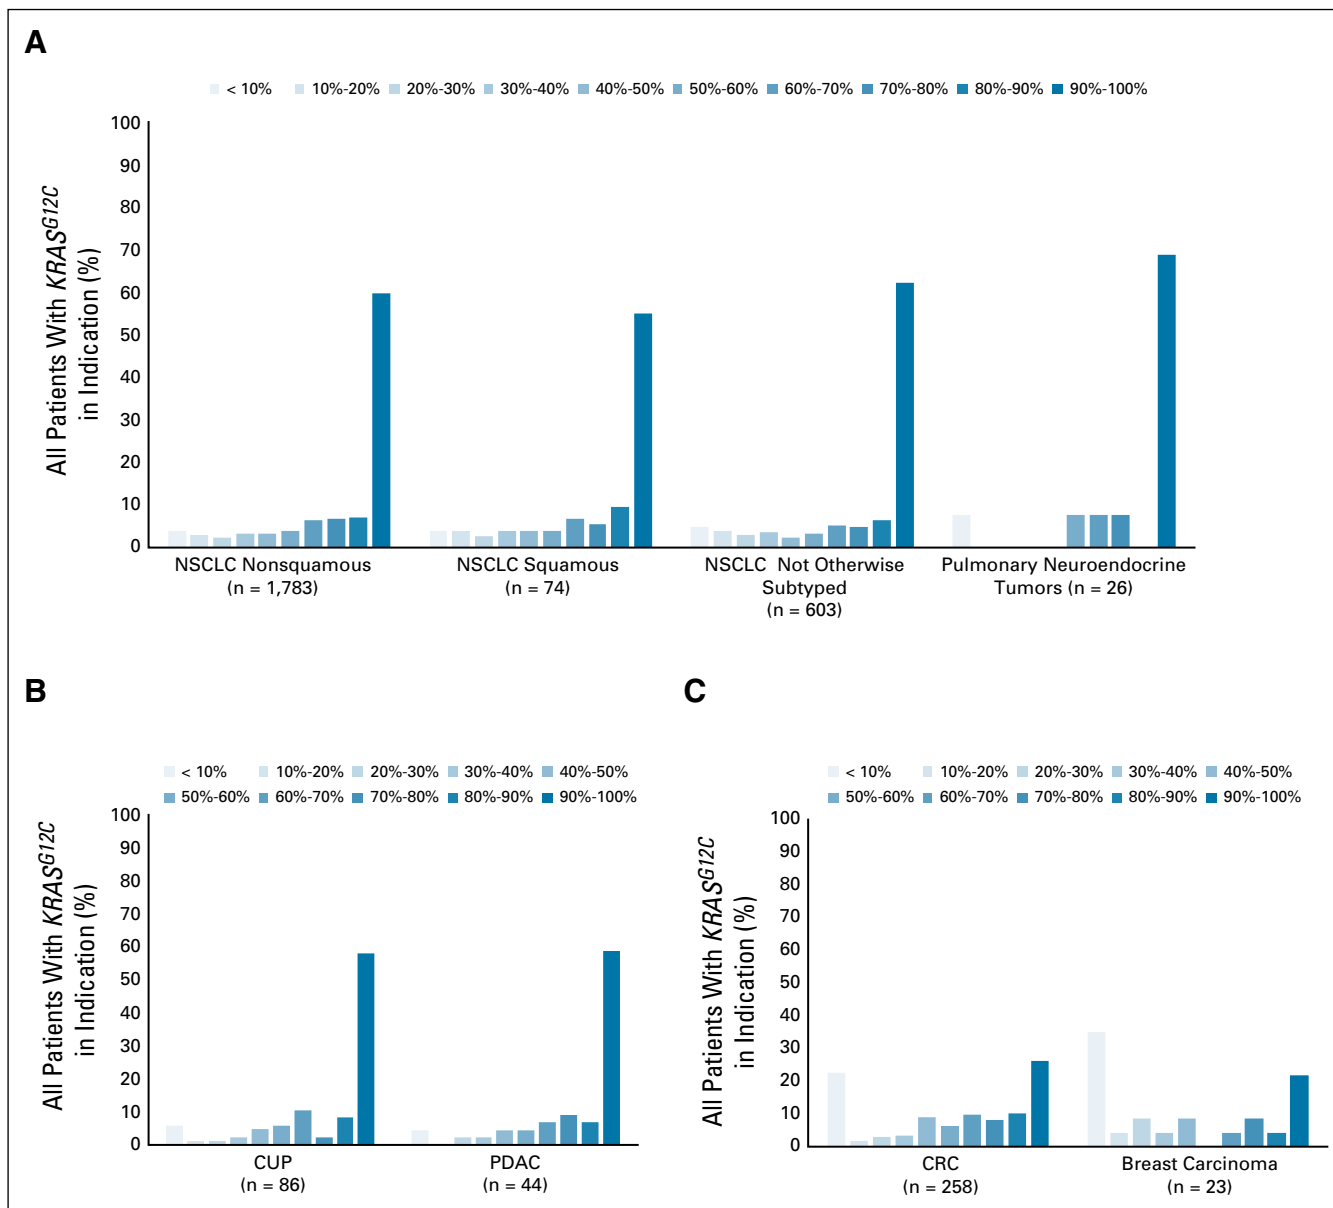 A
< 10% 10%-20% 20%-30% 30%-40% 40%-50% 50%-60% 60%-70% 70%-80% 80%-90% 90%-100%
All Patients With KRAS^G12C
in Indication (%)
100
90
80
70
60
50
40
30
20
10
0
NSCLC Nonsquamous
(n = 1,783)
NSCLC Squamous
(n = 74)
NSCLC Not Otherwise
Subtyped
(n = 603)
Pulmonary Neuroendocrine
Tumors (n = 26)
B
< 10% 10%-20% 20%-30% 30%-40% 40%-50%
50%-60% 60%-70% 70%-80% 80%-90% 90%-100%
All Patients With KRAS^G12C
in Indication (%)
100
90
80
70
60
50
40
30
20
10
0
CUP
(n = 86)
PDAC
(n = 44)
C
< 10% 10%-20% 20%-30% 30%-40% 40%-50%
50%-60% 60%-70% 70%-80% 80%-90% 90%-100%
All Patients With KRAS^G12C
in Indication (%)
100
90
80
70
60
50
40
30
20
10
0
CRC
(n = 258)
Breast Carcinoma
(n = 23)